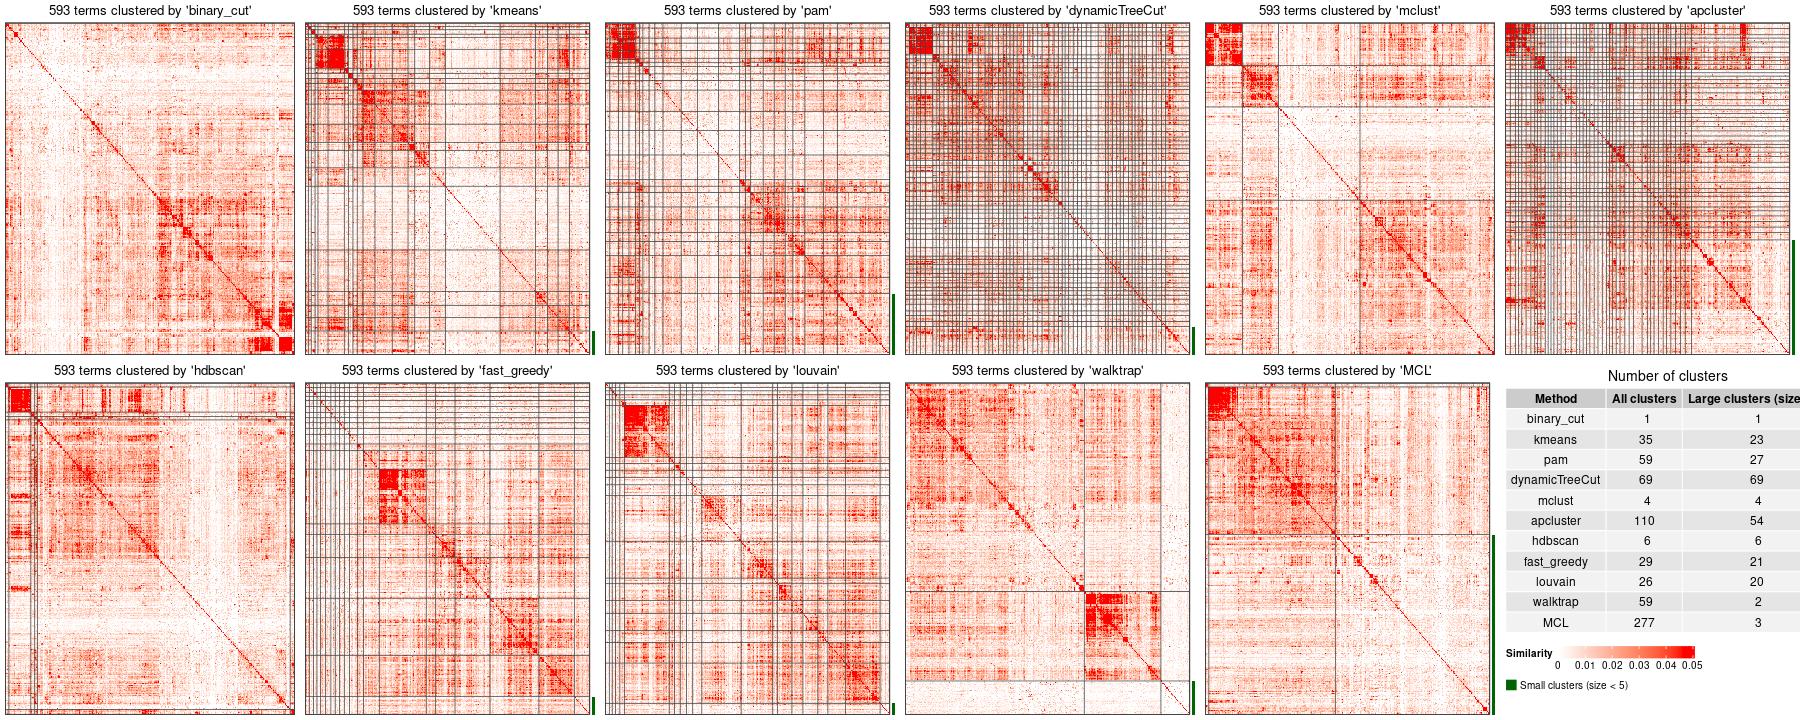 593 terms clustered by 'binary_cut'
593 terms clustered by 'kmeans'
593 terms clustered by 'pam'
593 terms clustered by 'dynamicTreeCut'
593 terms clustered by 'mclust'
593 terms clustered by 'apcluster'
593 terms clustered by 'hdbscan'
593 terms clustered by 'fast_greedy'
593 terms clustered by 'louvain'
593 terms clustered by 'walktrap'
593 terms clustered by 'MCL'
Number of clusters
Method All clusters Large clusters (size
binary_cut 1 1
kmeans 35 23
pam 59 27
dynamicTreeCut 69 69
mclust 4 4
apcluster 110 54
hdbscan 6 6
fast_greedy 29 21
louvain 26 20
walktrap 59 2
MCL 277 3
Similarity
0 0.01 0.02 0.03 0.04 0.05
Small clusters (size < 5)